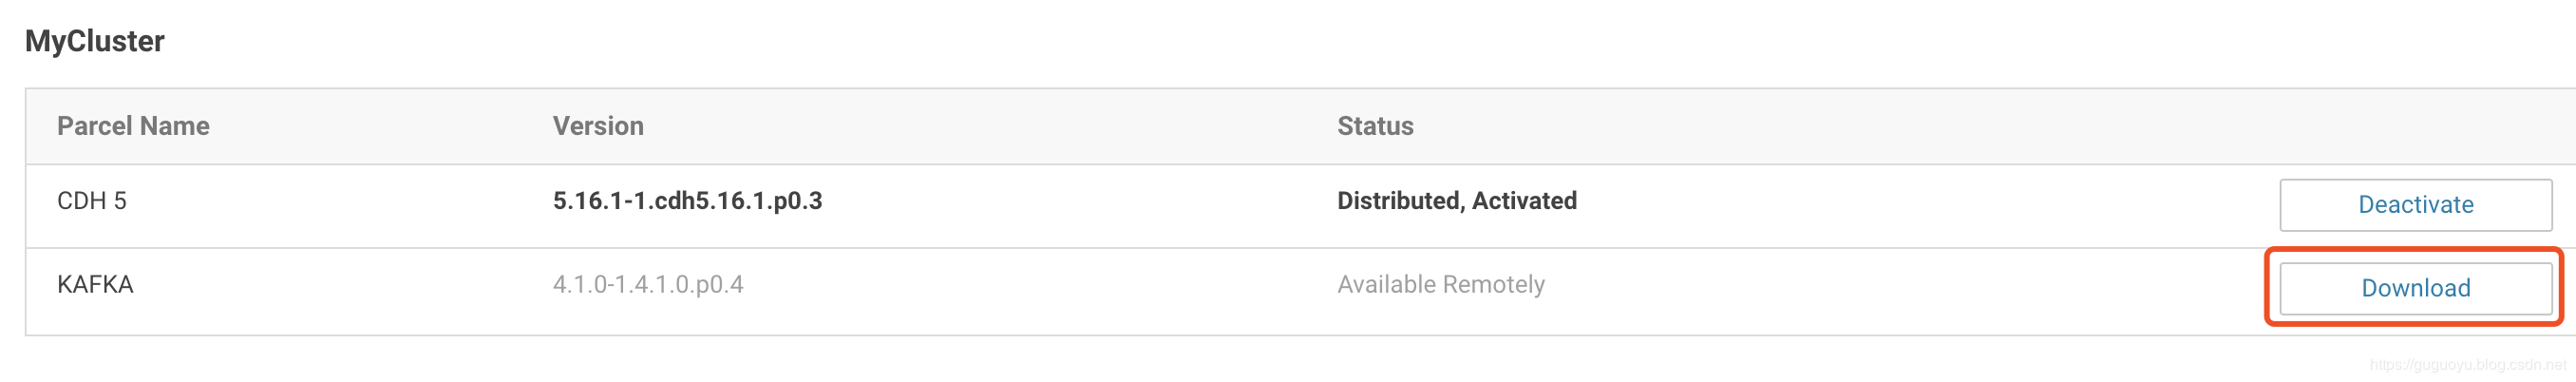 MyCluster
Parcel Name Version Status
CDH 5 5.16.1-1.cdh5.16.1.p0.3 Distributed, Activated Deactivate
KAFKA 4.1.0-1.4.1.0.p0.4 Available Remotely Download
https://guguoyu.blog.csdn.net